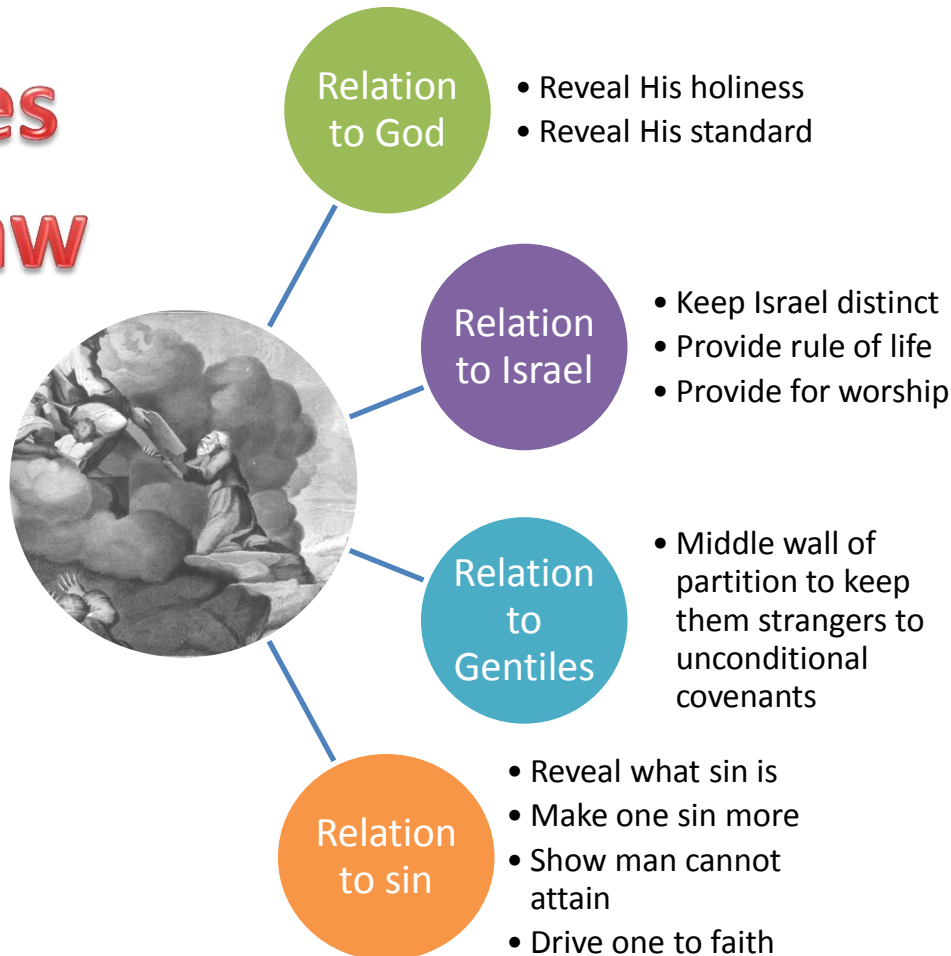 es
aw
Relation
to God
• Reveal His holiness
• Reveal His standard
Relation
to Israel
• Keep Israel distinct
• Provide rule of life
• Provide for worship
Relation
to
Gentiles
• Middle wall of
partition to keep
them strangers to
unconditional
covenants
Relation
to sin
• Reveal what sin is
• Make one sin more
• Show man cannot
attain
• Drive one to faith